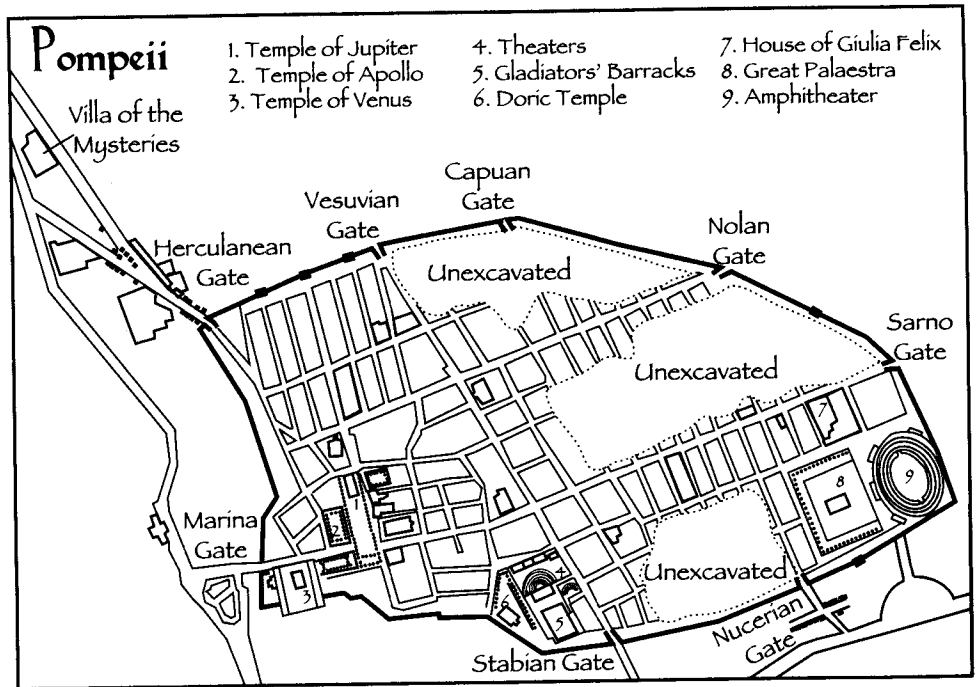 Pompeii
1. Temple of Jupiter
2. Temple of Apollo
3. Temple of Venus
4. Theaters
5. Gladiators' Barracks
6. Doric Temple
7. House of Giulia Felix
8. Great Palaestra
9. Amphitheater
Villa of the
Mysteries
Herculanean
Gate
Vesuvian
Gate
Capuan
Gate
Nolan
Gate
Sarno
Gate
Unexcavated
Unexcavated
7
8
9
1
2
Marina
Gate
3
4
5
Unexcavated
Nucerian
Gate
Stabian Gate